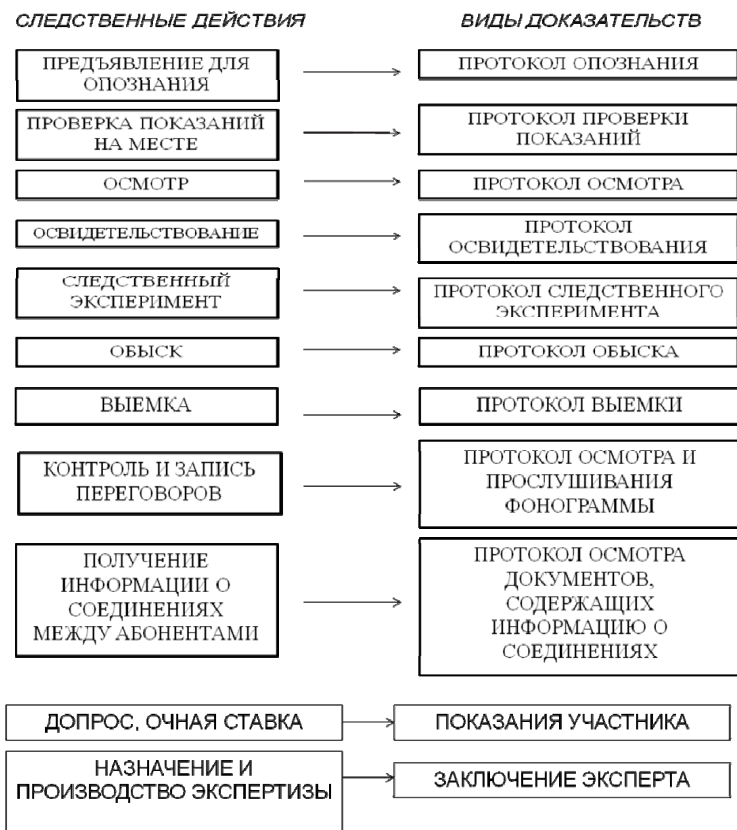 СЛЕДСТВЕННЫЕ ДЕЙСТВИЯ
ВИДЫ ДОКАЗАТЕЛЬСТВ
ПРЕДЪЯВЛЕНИЕ ДЛЯ
ОПОЗНАНИЯ
ПРОТОКОЛ ОПОЗНАНИЯ
ПРОВЕРКА ПОКАЗАНИЙ
НА МЕСТЕ
ПРОТОКОЛ ПРОВЕРКИ
ПОКАЗАНИЙ
ОСМОТР
ПРОТОКОЛ ОСМОТРА
ОСВИДЕТЕЛЬСТВОВАНИЕ
ПРОТОКОЛ
ОСВИДЕТЕЛЬСТВОВАНИЯ
СЛЕДСТВЕННЫЙ
ЭКСПЕРИМЕНТ
ПРОТОКОЛ СЛЕДСТВЕННОГО
ЭКСПЕРИМЕНТА
ОБЫСК
ПРОТОКОЛ ОБЫСКА
ВЫЕМКА
ПРОТОКОЛ ВЫЕМКИ
КОНТРОЛЬ И ЗАПИСЬ
ПЕРЕГОВОРОВ
ПРОТОКОЛ ОСМОТРА И
ПРОСЛУШИВАНИЯ
ФОНОГРАММЫ
ПОЛУЧЕНИЕ
ИНФОРМАЦИИ О
СОЕДИНЕНИЯХ
МЕЖДУ АБОНЕНТАМИ
ПРОТОКОЛ ОСМОТРА
ДОКУМЕНТОВ,
СОДЕРЖАЩИХ
ИНФОРМАЦИЮ О
СОЕДИНЕНИЯХ
ДОПРОС, ОЧНАЯ СТАВКА
ПОКАЗАНИЯ УЧАСТНИКА
НАЗНАЧЕНИЕ И
ПРОИЗВОДСТВО ЭКСПЕРТИЗЫ
ЗАКЛЮЧЕНИЕ ЭКСПЕРТА